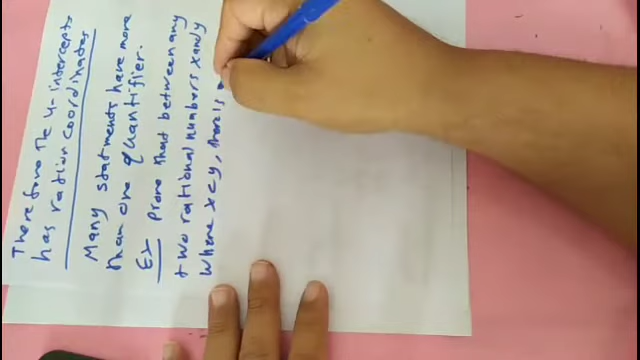 Therefore the y-intercepts
has ration coordinates
Many statements have more
than one quantifier.
Ex prove that between any
two rational numbers x and y
where x<y, there is